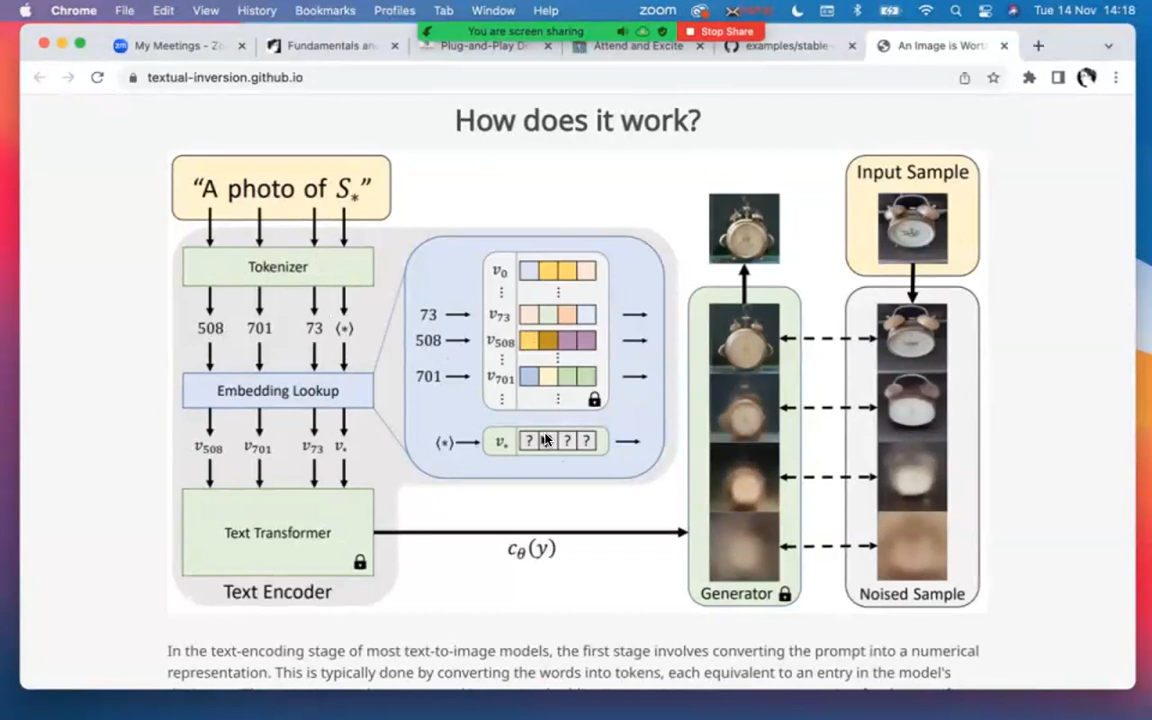 Chrome File Edit View History Bookmarks Profiles Tab Window Help zoom Tue 14 Nov 14:18
You are screen sharing Stop Share
My Meetings - Zo Fundamentals an Plug-and-Play D Attend and Excite examples/stable- An Image is Wort
textual-inversion.github.io
How does it work?
“A photo of S*”
Tokenizer
508 701 73 (*)
Embedding Lookup
v508 v701 v73 v*
Text Transformer
Text Encoder
v0
73 v73
508 v508
701 v701
(*) v* ? ? ?
cθ(y)
Generator
Input Sample
Noised Sample
In the text-encoding stage of most text-to-image models, the first stage involves converting the prompt into a numerical
representation. This is typically done by converting the words into tokens, each equivalent to an entry in the model's